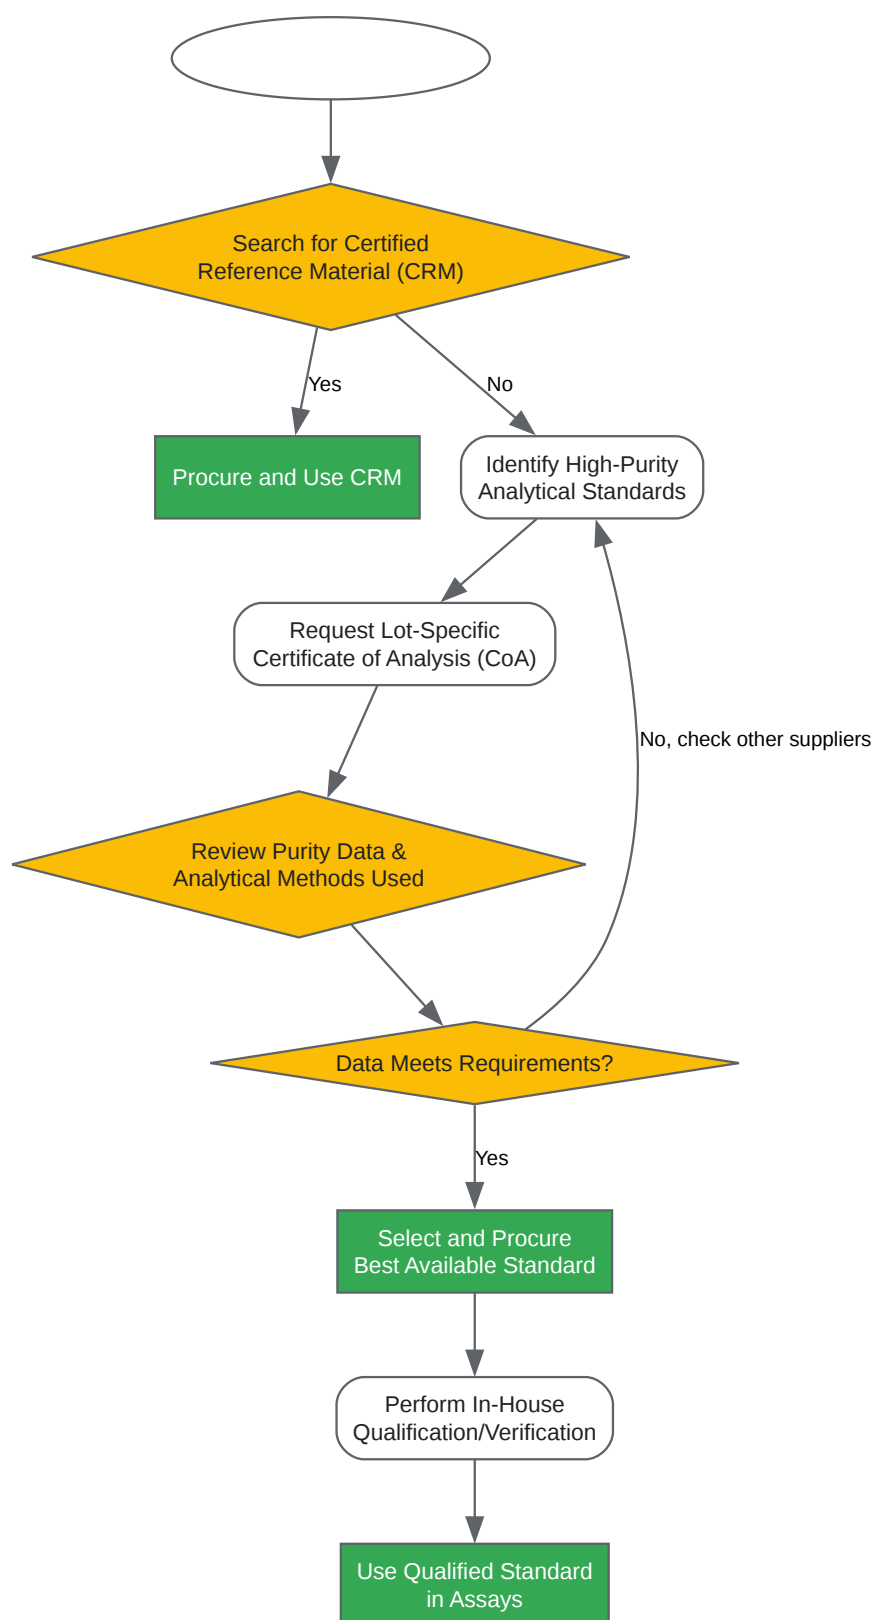 Search for Certified
Reference Material (CRM)
Yes
No
Procure and Use CRM
Identify High-Purity
Analytical Standards
Request Lot-Specific
Certificate of Analysis (CoA)
No, check other suppliers
Review Purity Data &
Analytical Methods Used
Data Meets Requirements?
Yes
Select and Procure
Best Available Standard
Perform In-House
Qualification/Verification
Use Qualified Standard
in Assays